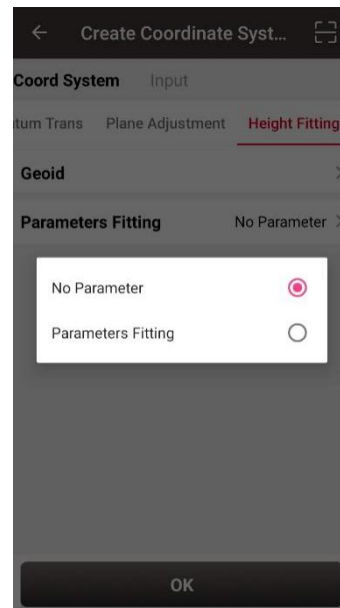 Create Coordinate Syst...
Coord System Input
tum Trans Plane Adjustment Height Fitting
Geoid
Parameters Fitting No Parameter
No Parameter
Parameters Fitting
OK